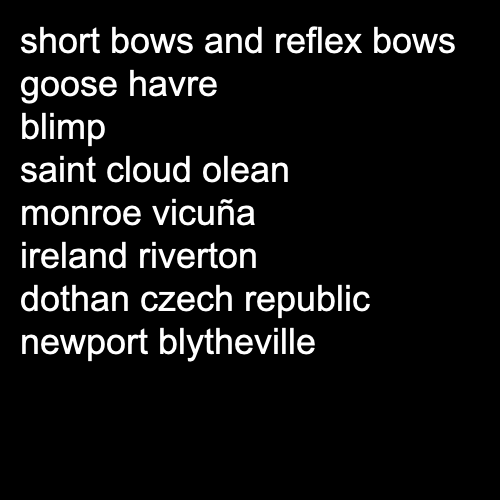 short bows and reflex bows
goose havre
blimp
saint cloud olean
monroe vicuña
ireland riverton
dothan czech republic
newport blytheville